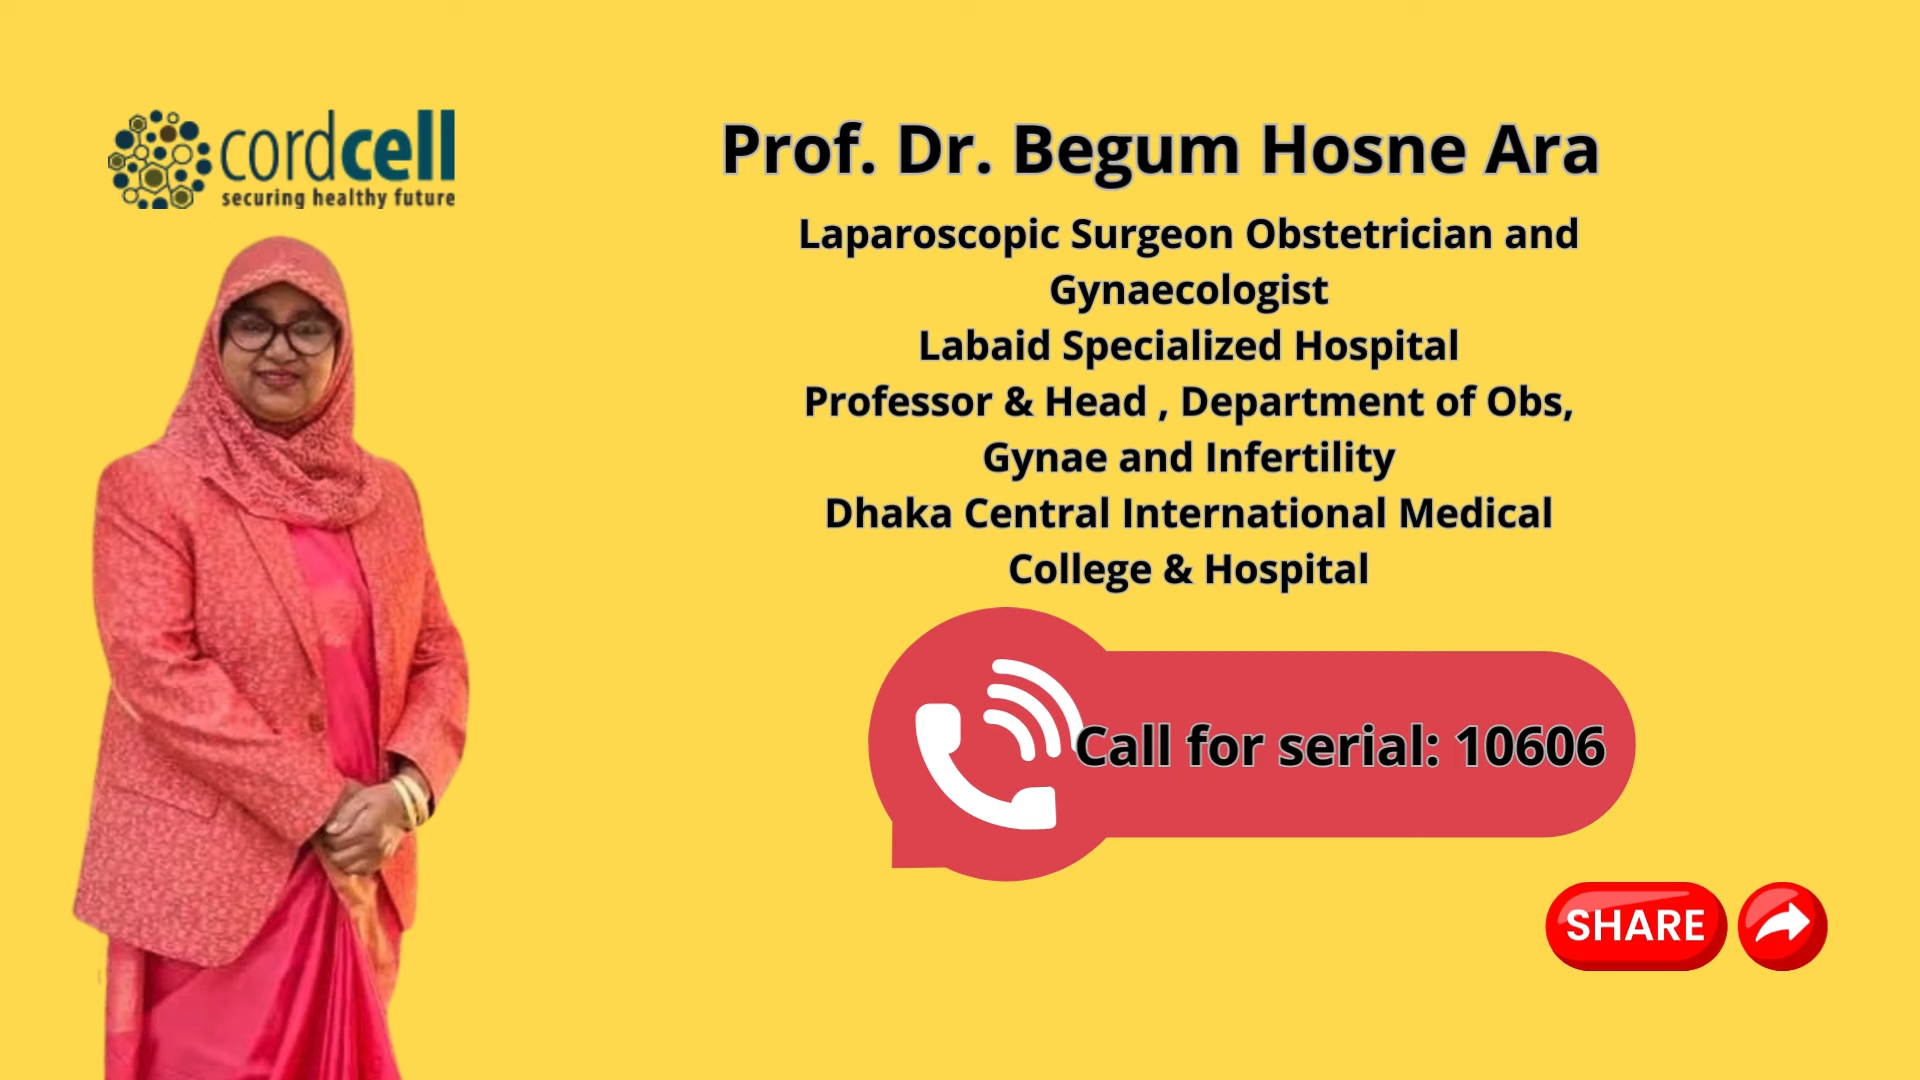 cordcell
securing healthy future
Prof. Dr. Begum Hosne Ara
Laparoscopic Surgeon Obstetrician and
Gynaecologist
Labaid Specialized Hospital
Professor & Head , Department of Obs,
Gynae and Infertility
Dhaka Central International Medical
College & Hospital
Call for serial: 10606
SHARE